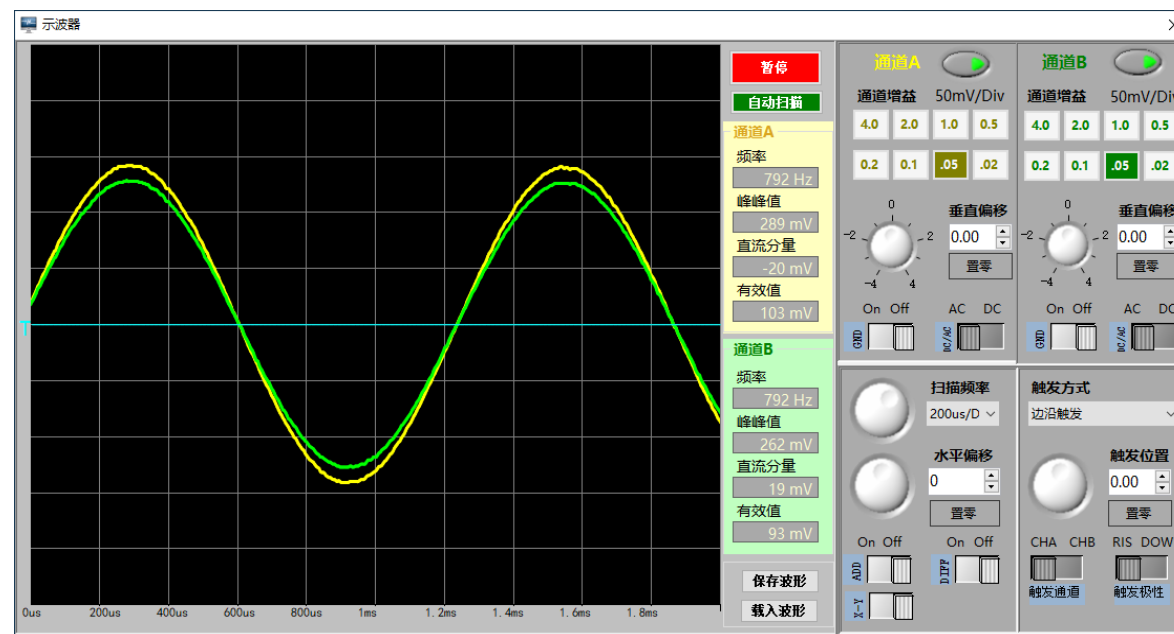 示波器
暂停
自动扫描
通道A
频率
792 Hz
峰峰值
289 mV
直流分量
-20 mV
有效值
103 mV
通道B
频率
792 Hz
峰峰值
262 mV
直流分量
19 mV
有效值
93 mV
保存波形
载入波形
T
0us 200us 400us 600us 800us 1ms 1.2ms 1.4ms 1.6ms 1.8ms
通道A
通道增益 50mV/Div
4.0 2.0 1.0 0.5
0.2 0.1 .05 .02
0
-2 2
-4 4
垂直偏移
0.00
置零
On Off AC DC
GND DC/AC
通道B
通道增益 50mV/Div
4.0 2.0 1.0 0.5
0.2 0.1 .05 .02
0
-2 2
-4 4
垂直偏移
0.00
置零
On Off AC DC
GND DC/AC
扫描频率
200us/D
水平偏移
0
置零
On Off On Off
ADD DIFF
X-Y
触发方式
边沿触发
触发位置
0.00
置零
CHA CHB RIS DOW
触发通道 触发极性